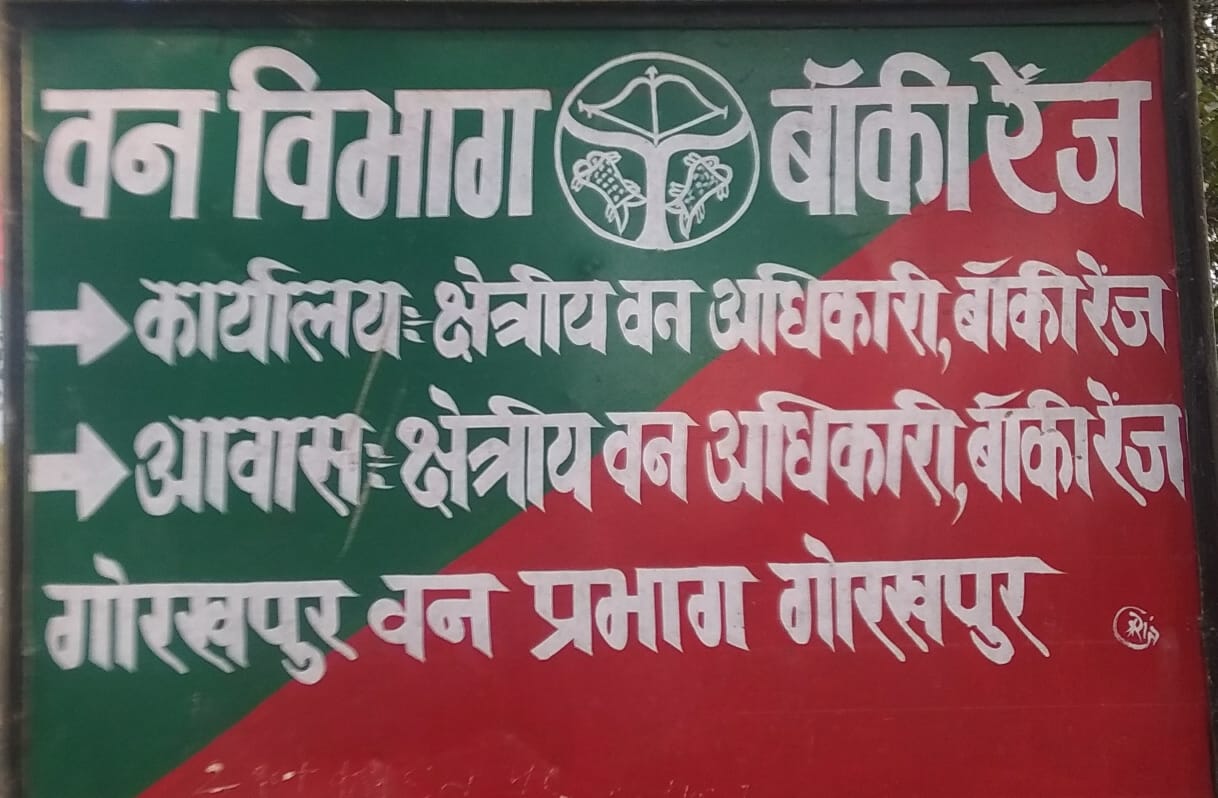 वन विभाग बॉकी रेंज
कार्यालय:- क्षेत्रीय वन अधिकारी, बॉकी रेंज
आवास:- क्षेत्रीय वन अधिकारी, बॉकी रेंज
गोरखपुर वन प्रभाग गोरखपुर